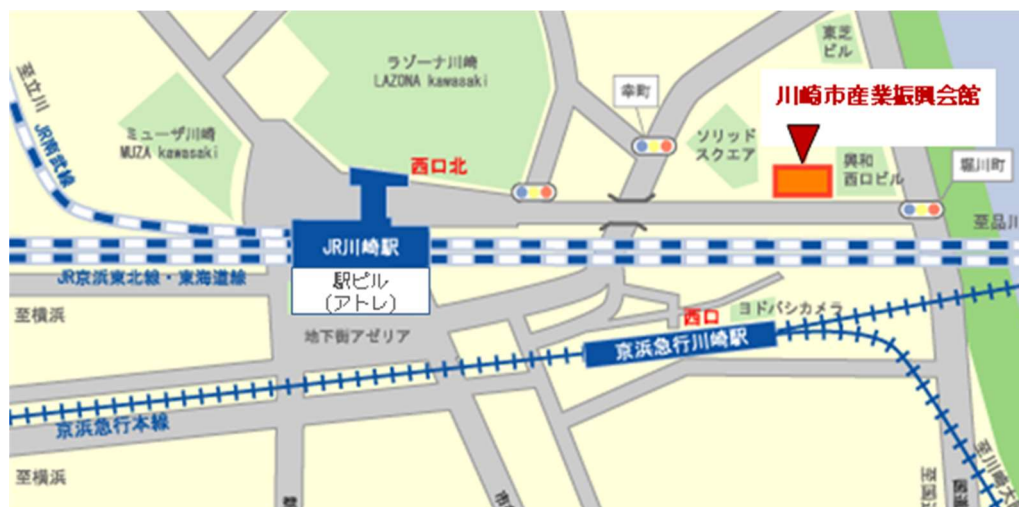 東芝
ビル
ラゾーナ川崎
LAZONA kawasaki
至立川
JR南武線
幸町
川崎市産業振興会館
ミューザ川崎
MUZA kawasaki
ソリッド
スクエア
西口北
興和
西口ビル
堀川町
至品川
JR川崎駅
駅ビル
(アトレ)
JR京浜東北線・東海道線
至横浜
地下街アゼリア
西口
ヨドバシカメラ
京浜急行川崎駅
京浜急行本線
至横浜
至川崎大